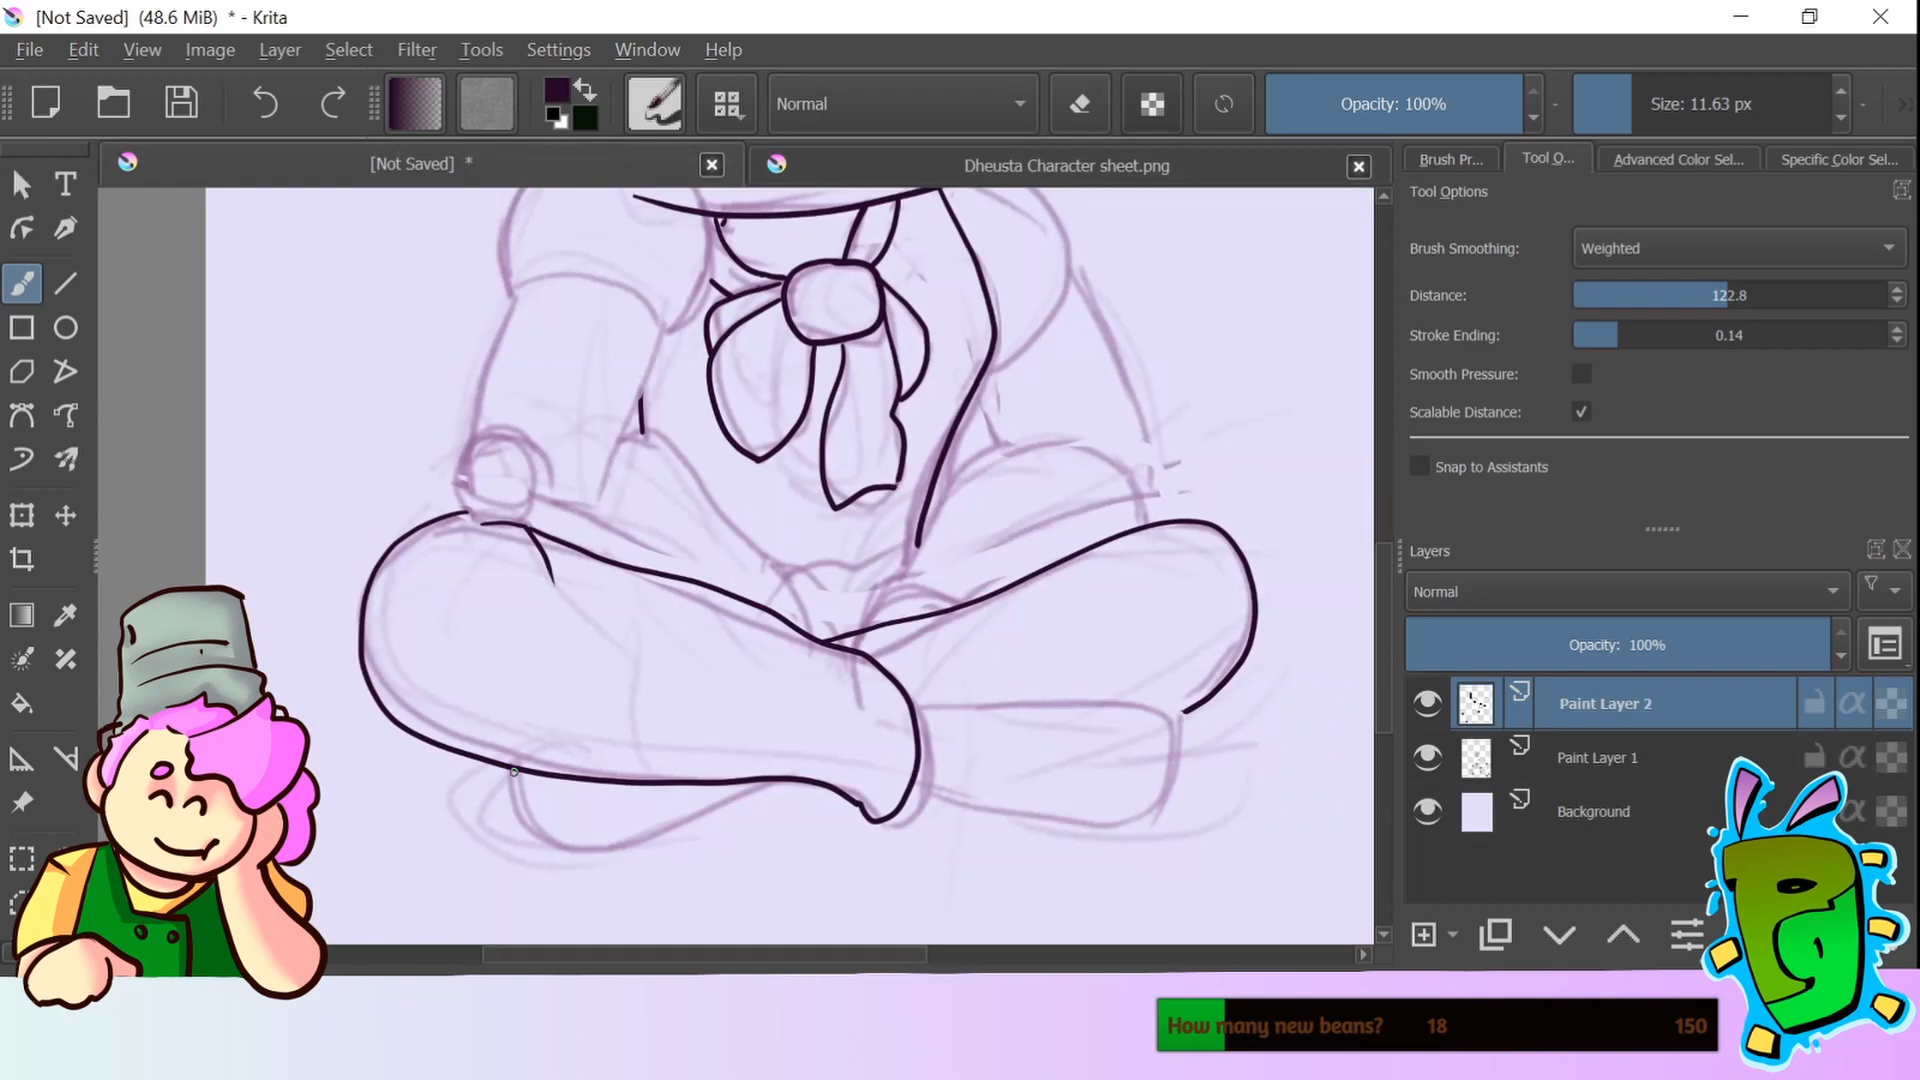 [Not Saved] (48.6 MiB) * - Krita
File Edit View Image Layer Select Filter Tools Settings Window Help
Normal
Opacity: 100%
Size: 11.63 px
[Not Saved] *
Dheusta Character sheet.png
Brush Pr...
Tool O...
Advanced Color Sel...
Specific Color Sel...
Tool Options
Brush Smoothing:
Weighted
Distance:
122.8
Stroke Ending:
0.14
Smooth Pressure:
Scalable Distance:
Snap to Assistants
Layers
Normal
Opacity: 100%
Paint Layer 2
Paint Layer 1
Background
How many new beans? 18 150